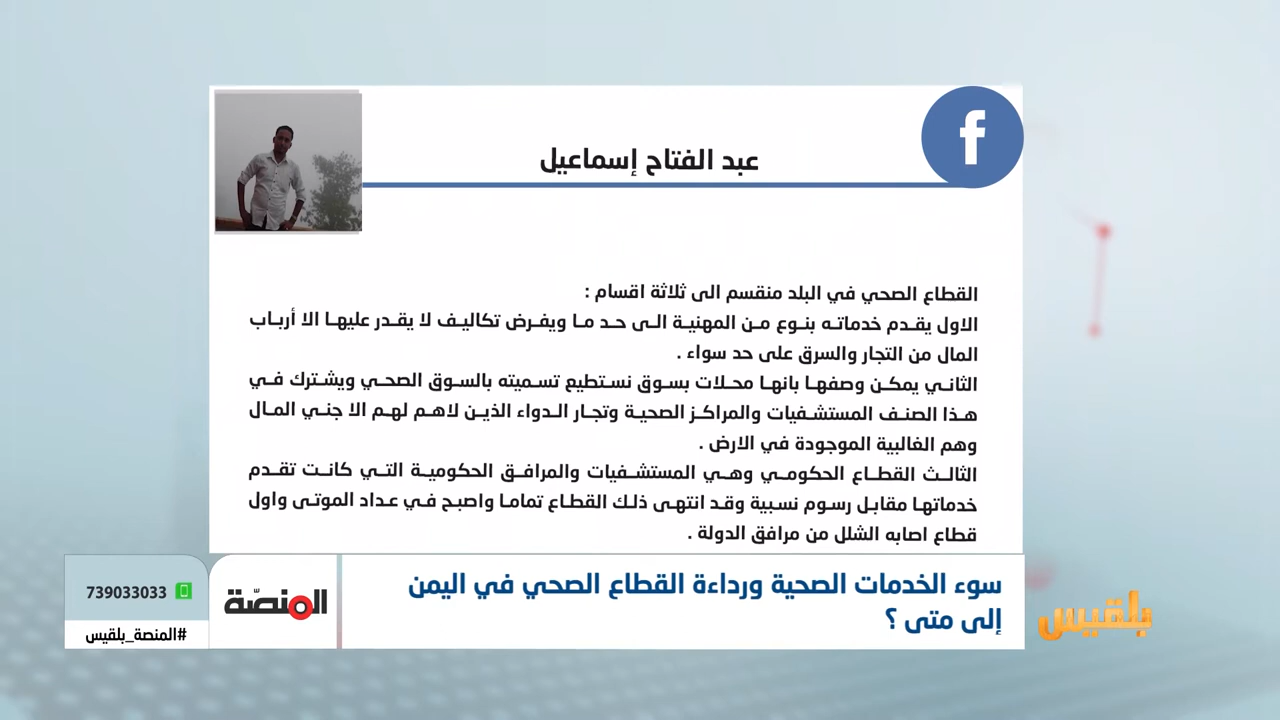 f
عبد الفتاح إسماعيل
القطاع الصحي في البلد منقسم الى ثلاثة اقسام :
الاول يقدم خدماته بنوع من المهنية الى حد ما ويفرض تكاليف لا يقدر عليها الا أرباب
المال من التجار والسرق على حد سواء .
الثاني يمكن وصفها بانها محلات بسوق نستطيع تسميته بالسوق الصحي ويشترك في
هذا الصنف المستشفيات والمراكز الصحية وتجار الدواء الذين لاهم لهم الا جني المال
وهم الغالبية الموجودة في الارض .
الثالث القطاع الحكومي وهي المستشفيات والمرافق الحكومية التي كانت تقدم
خدماتها مقابل رسوم نسبية وقد انتهى ذلك القطاع تماما واصبح في عداد الموتى واول
قطاع اصابه الشلل من مرافق الدولة .
سوء الخدمات الصحية ورداءة القطاع الصحي في اليمن
إلى متى ؟
المنصّة
739033033
#المنصة_بلقيس
بلقيس